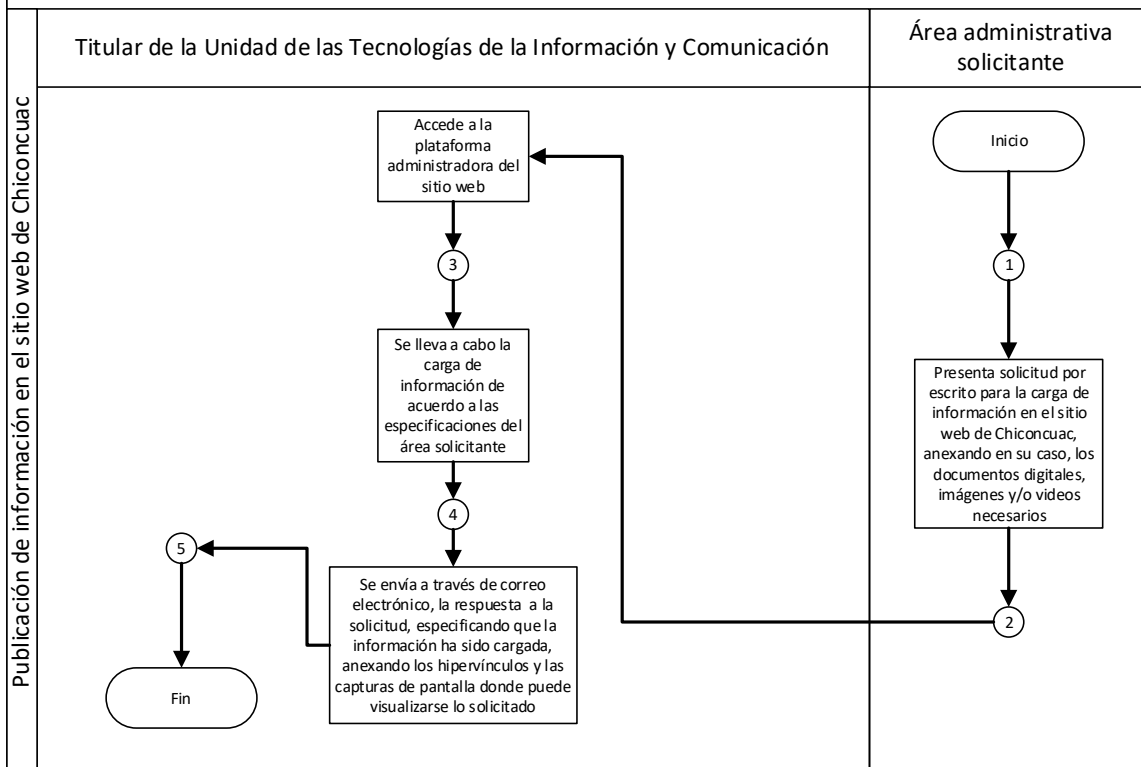 Publicación de información en el sitio web de Chiconcuac
Titular de la Unidad de las Tecnologías de la Información y Comunicación
Área administrativa
solicitante
Inicio
1
Presenta solicitud por
escrito para la carga de
información en el sitio
web de Chiconcuac,
anexando en su caso, los
documentos digitales,
imágenes y/o videos
necesarios
2
Accede a la
plataforma
administradora del
sitio web
3
Se lleva a cabo la
carga de
información de
acuerdo a las
especificaciones del
área solicitante
4
Se envía a través de correo
electrónico, la respuesta a la
solicitud, especificando que la
información ha sido cargada,
anexando los hipervínculos y las
capturas de pantalla donde puede
visualizarse lo solicitado
5
Fin